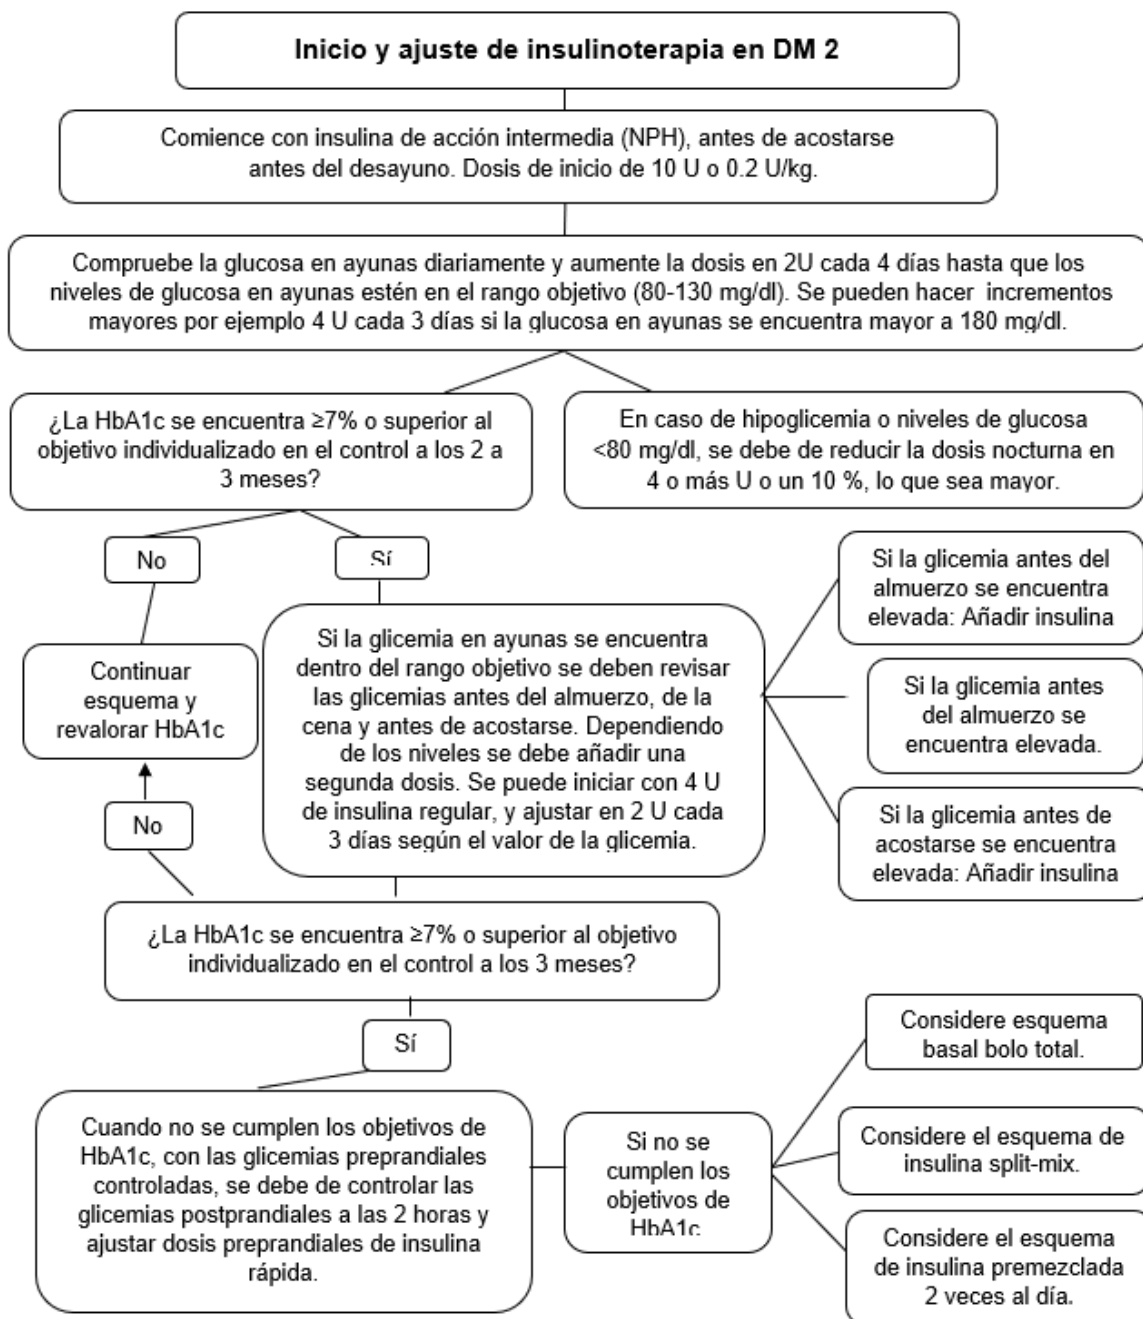 Inicio y ajuste de insulinoterapia en DM 2
Comience con insulina de acción intermedia (NPH), antes de acostarse
antes del desayuno. Dosis de inicio de 10 U o 0.2 U/kg.
Compruebe la glucosa en ayunas diariamente y aumente la dosis en 2U cada 4 días hasta que los
niveles de glucosa en ayunas estén en el rango objetivo (80-130 mg/dl). Se pueden hacer incrementos
mayores por ejemplo 4 U cada 3 días si la glucosa en ayunas se encuentra mayor a 180 mg/dl.
¿La HbA1c se encuentra ≥7% o superior al
objetivo individualizado en el control a los 2 a
3 meses?
En caso de hipoglicemia o niveles de glucosa
<80 mg/dl, se debe de reducir la dosis nocturna en
4 o más U o un 10 %, lo que sea mayor.
No
Sí
Continuar
esquema y
revalorar HbA1c
Si la glicemia en ayunas se encuentra
dentro del rango objetivo se deben revisar
las glicemias antes del almuerzo, de la
cena y antes de acostarse. Dependiendo
de los niveles se debe añadir una
segunda dosis. Se puede iniciar con 4 U
de insulina regular, y ajustar en 2 U cada
3 días según el valor de la glicemia.
Si la glicemia antes del
almuerzo se encuentra
elevada: Añadir insulina
Si la glicemia antes
del almuerzo se
encuentra elevada.
Si la glicemia antes de
acostarse se encuentra
elevada: Añadir insulina
No
¿La HbA1c se encuentra ≥7% o superior al objetivo
individualizado en el control a los 3 meses?
Sí
Cuando no se cumplen los objetivos de
HbA1c, con las glicemias preprandiales
controladas, se debe de controlar las
glicemias postprandiales a las 2 horas y
ajustar dosis preprandiales de insulina
rápida.
Si no se
cumplen los
objetivos de
HbA1c
Considere esquema
basal bolo total.
Considere el esquema de
insulina split-mix.
Considere el esquema
de insulina premezclada
2 veces al día.